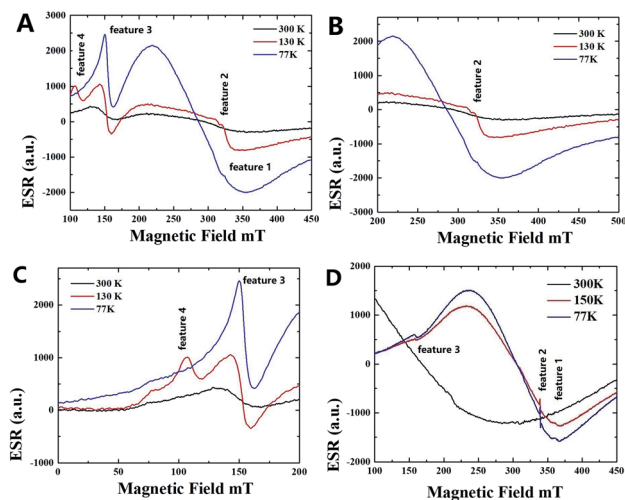 A
feature 3
feature 4
feature 2
feature 1
300 K
130 K
77K
2000
1000
0
-1000
-2000
ESR (a.u.)
100 150 200 250 300 350 400 450
Magnetic Field mT
B
feature 2
300 K
130 K
77K
2000
1000
0
-1000
-2000
-3000
ESR (a.u.)
200 250 300 350 400 450 500
Magnetic Field mT
C
300 K
130 K
77K
feature 3
feature 4
2000
1000
0
-1000
ESR (a.u.)
0 50 100 150 200
Magnetic Field mT
D
300K
150K
77K
feature 3
feature 2
feature 1
2000
1000
0
-1000
-2000
ESR (a.u.)
100 150 200 250 300 350 400 450
Magnetic Field mT